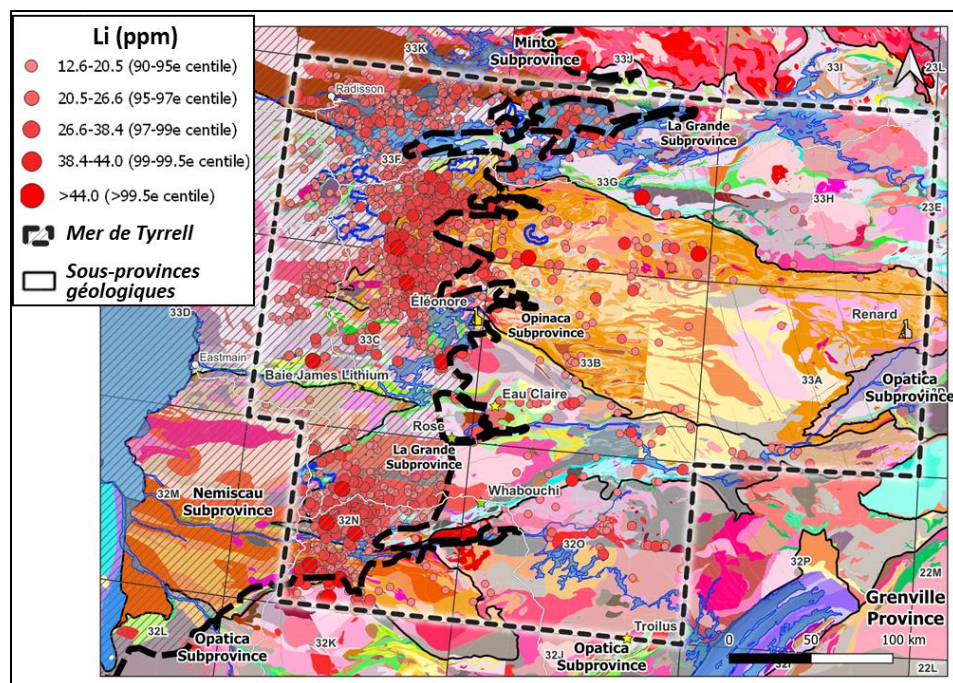 Li (ppm)
12.6-20.5 (90-95e centile)
20.5-26.6 (95-97e centile)
26.6-38.4 (97-99e centile)
38.4-44.0 (99-99.5e centile)
>44.0 (>99.5e centile)
Mer de Tyrrell
Sous-provinces
géologiques
33K
Minto
Subprovince
33J
33I
23L
Radisson
La Grande
Subprovince
33F
33G
33H
23E
33D
Éléonore
Opinaca
Subprovince
Renard
33C
33B
33A
Eastmain
Baie James Lithium
Opatica
Subprovince
Eau Claire
Rose
La Grande
Subprovince
Whabouchi
32M
Nemiscau
Subprovince
32N
32O
32P
22M
Grenville
Province
32L
Opatica
Subprovince
32K
32J
Troilus
Opatica
Subprovince
0 50 100 km
32I
22L